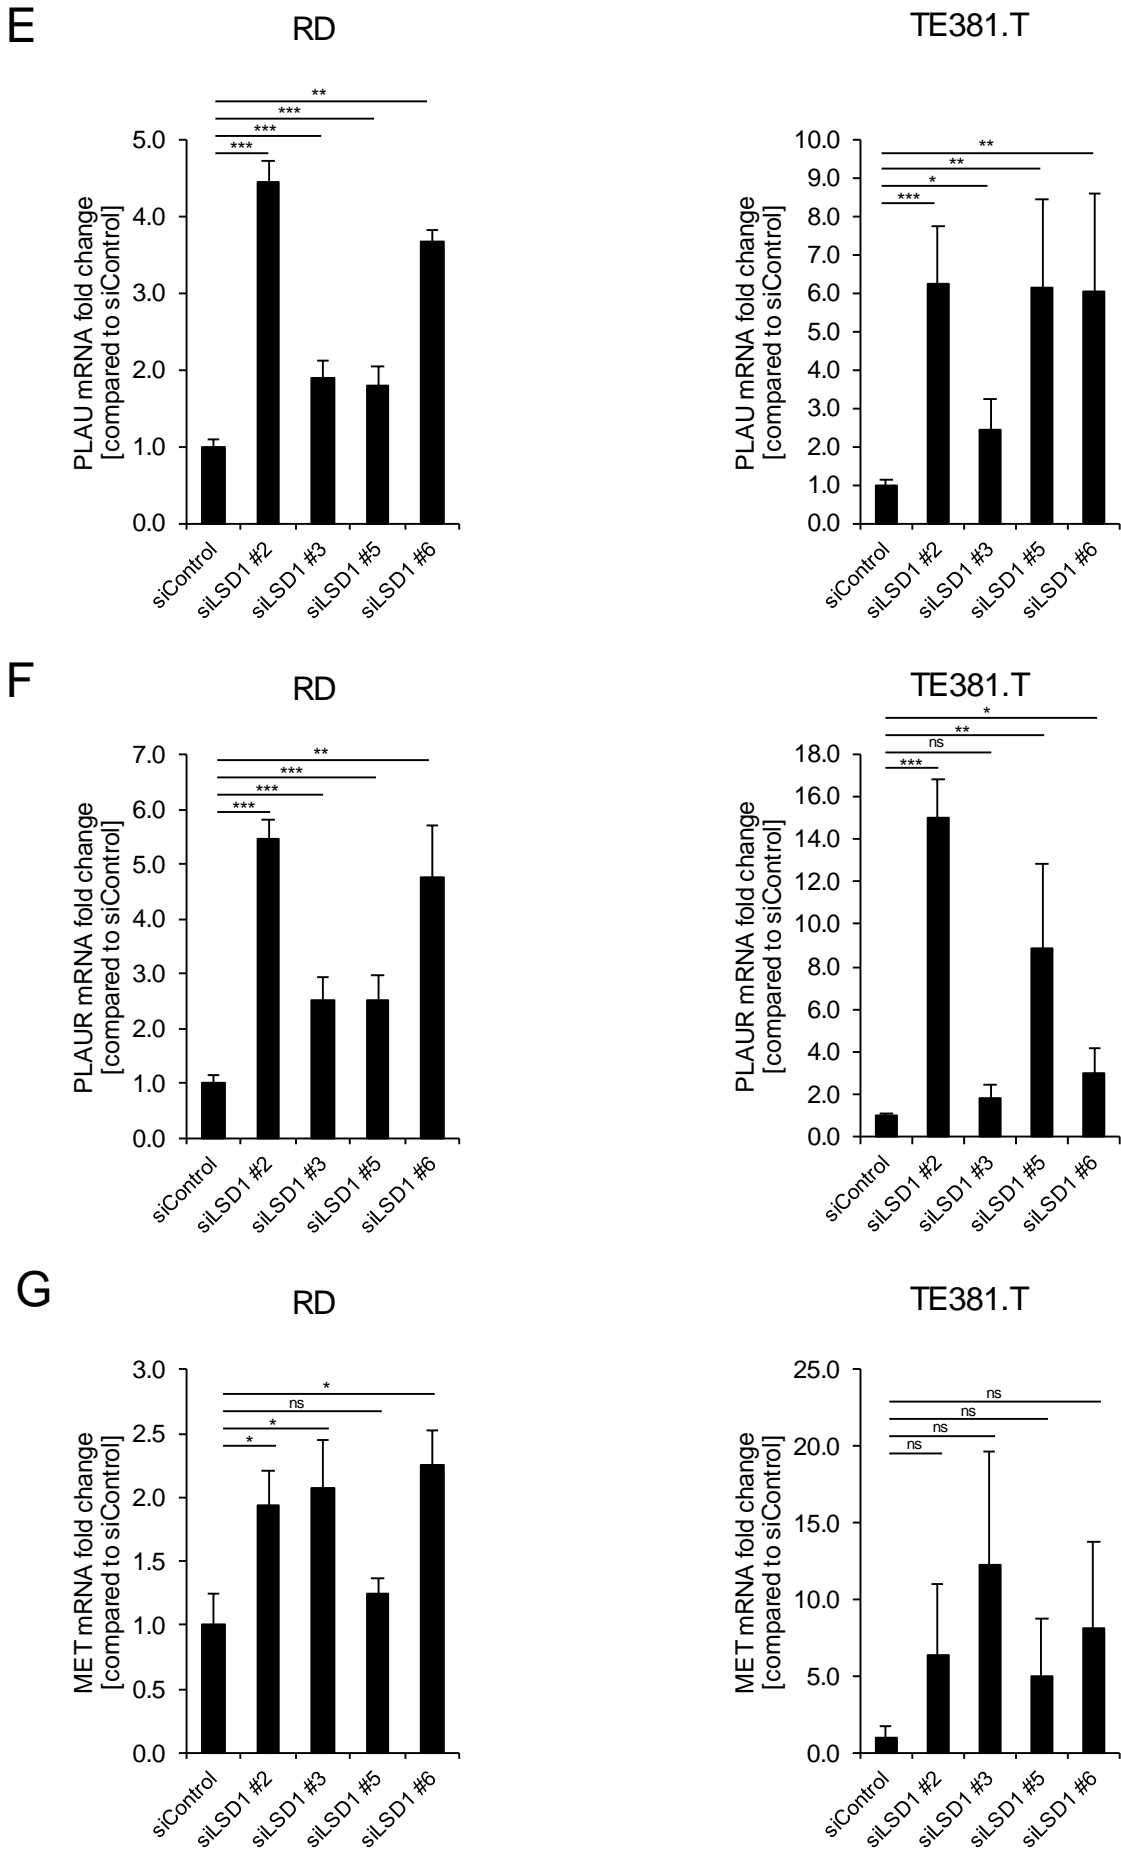 E
RD
TE381.T
**
***
***
***
5.0
4.0
3.0
2.0
1.0
0.0
PLAU mRNA fold change
[compared to siControl]
siControl
siLSD1 #2
siLSD1 #3
siLSD1 #5
siLSD1 #6
**
**
*
***
10.0
9.0
8.0
7.0
6.0
5.0
4.0
3.0
2.0
1.0
0.0
PLAU mRNA fold change
[compared to siControl]
siControl
siLSD1 #2
siLSD1 #3
siLSD1 #5
siLSD1 #6
F
RD
TE381.T
**
***
***
***
7.0
6.0
5.0
4.0
3.0
2.0
1.0
0.0
PLAUR mRNA fold change
[compared to siControl]
siControl
siLSD1 #2
siLSD1 #3
siLSD1 #5
siLSD1 #6
*
**
ns
***
18.0
16.0
14.0
12.0
10.0
8.0
6.0
4.0
2.0
0.0
PLAUR mRNA fold change
[compared to siControl]
siControl
siLSD1 #2
siLSD1 #3
siLSD1 #5
siLSD1 #6
G
RD
TE381.T
*
ns
*
*
3.0
2.5
2.0
1.5
1.0
0.5
0.0
MET mRNA fold change
[compared to siControl]
siControl
siLSD1 #2
siLSD1 #3
siLSD1 #5
siLSD1 #6
ns
ns
ns
ns
25.0
20.0
15.0
10.0
5.0
0.0
MET mRNA fold change
[compared to siControl]
siControl
siLSD1 #2
siLSD1 #3
siLSD1 #5
siLSD1 #6